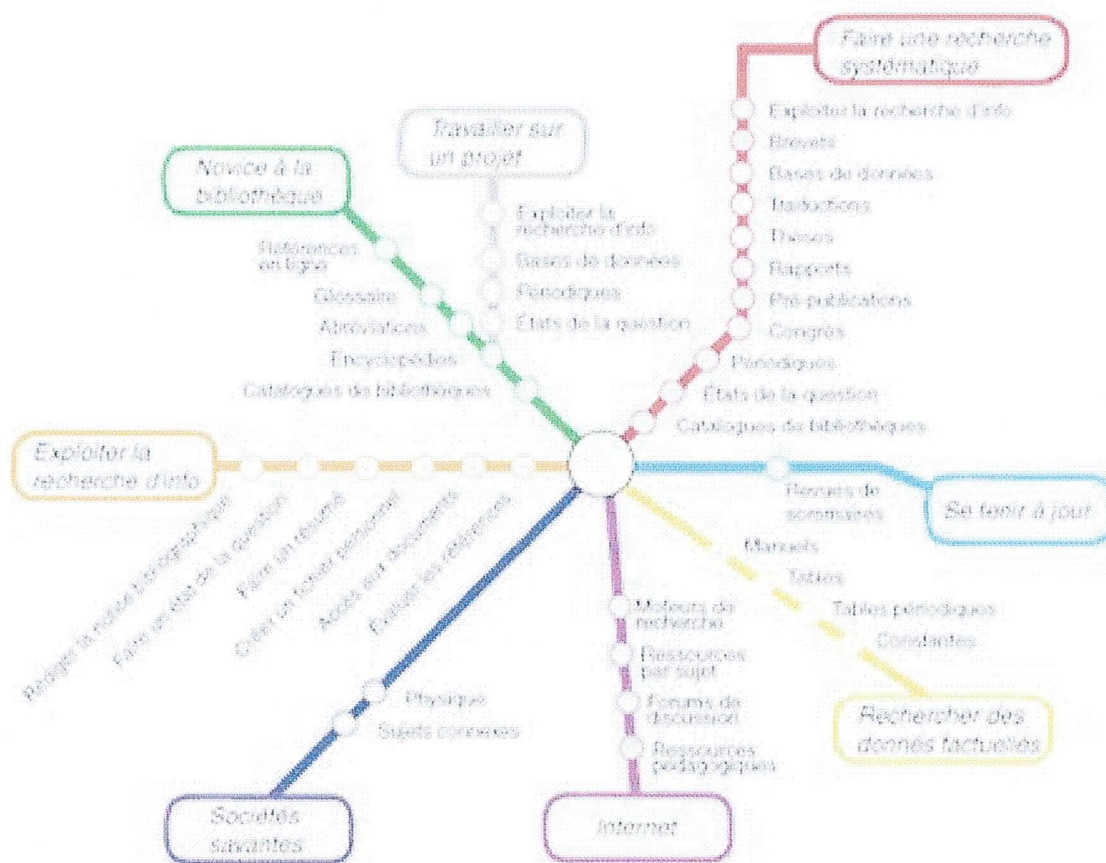 Faire une recherche
systématique
Exploiter la recherche d'info
Brevets
Bases de données
Traductions
Thèses
Rapports
Pré-publications
Congrès
Périodiques
États de la question
Catalogues de bibliothèques
Travailler sur
un projet
Exploiter la
recherche d'info
Bases de données
Périodiques
États de la question
Novice à la
bibliothèque
Références
en ligne
Glossaire
Abréviations
Encyclopédies
Catalogues de bibliothèques
Exploiter la
recherche d'info
Rédiger la notice bibliographique
Faire un état de la question
Faire un résumé
Créer un fichier personnel
Accès aux documents
Évaluer les références
Revues de
sommaires
Se tenir à jour
Manuels
Tables
Tables périodiques
Constantes
Rechercher des
donnés factuelles
Moteurs de
recherche
Ressources
par sujet
Forums de
discussion
Ressources
pédagogiques
Internet
Physique
Sujets connexes
Sociétés
savantes